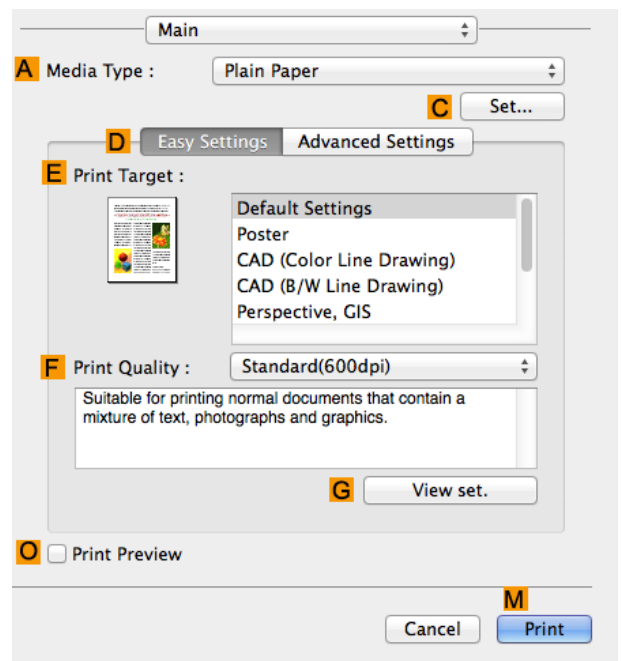 Main
A Media Type : Plain Paper
C Set...
D Easy Settings Advanced Settings
E Print Target :
Default Settings
Poster
CAD (Color Line Drawing)
CAD (B/W Line Drawing)
Perspective, GIS
F Print Quality : Standard(600dpi)
Suitable for printing normal documents that contain a
mixture of text, photographs and graphics.
G View set.
O Print Preview
M
Cancel Print